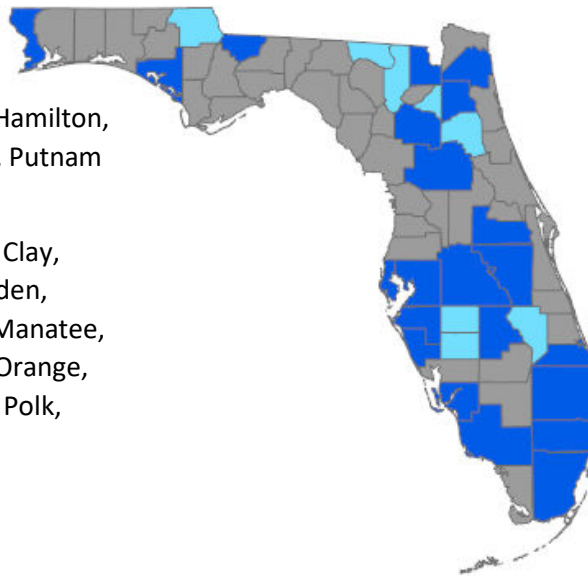 Hamilton,
Putnam
Clay,
den,
Manatee,
Orange,
Polk,